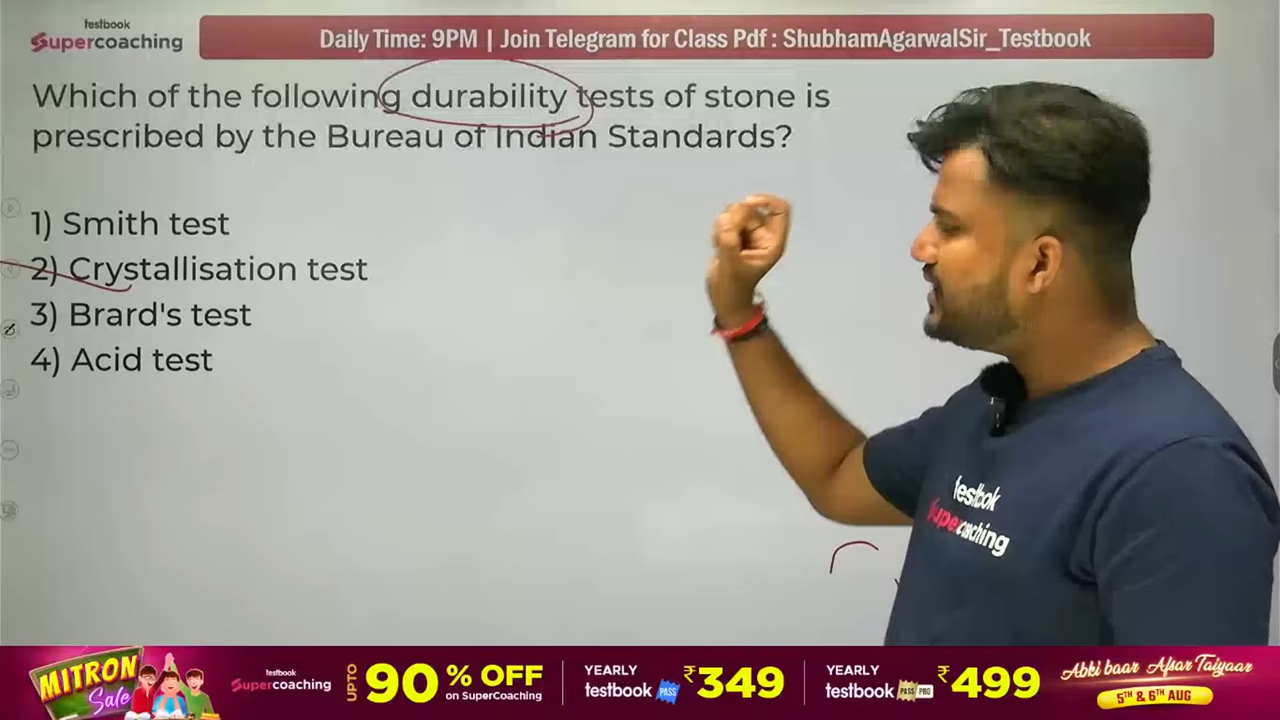 testbook
Supercoaching
Daily Time: 9PM | Join Telegram for Class Pdf : ShubhamAgarwalSir_Testbook
Which of the following durability tests of stone is
prescribed by the Bureau of Indian Standards?
1) Smith test
2) Crystallisation test
3) Brard's test
4) Acid test
testbook
Supercoaching
MITRON
Sale
testbook
Supercoaching
UPTO
90% OFF
on SuperCoaching
YEARLY
testbook PASS
₹349
YEARLY
testbook PASS PRO
₹499
Abki baar Afsar Taiyaar
5TH & 6TH AUG